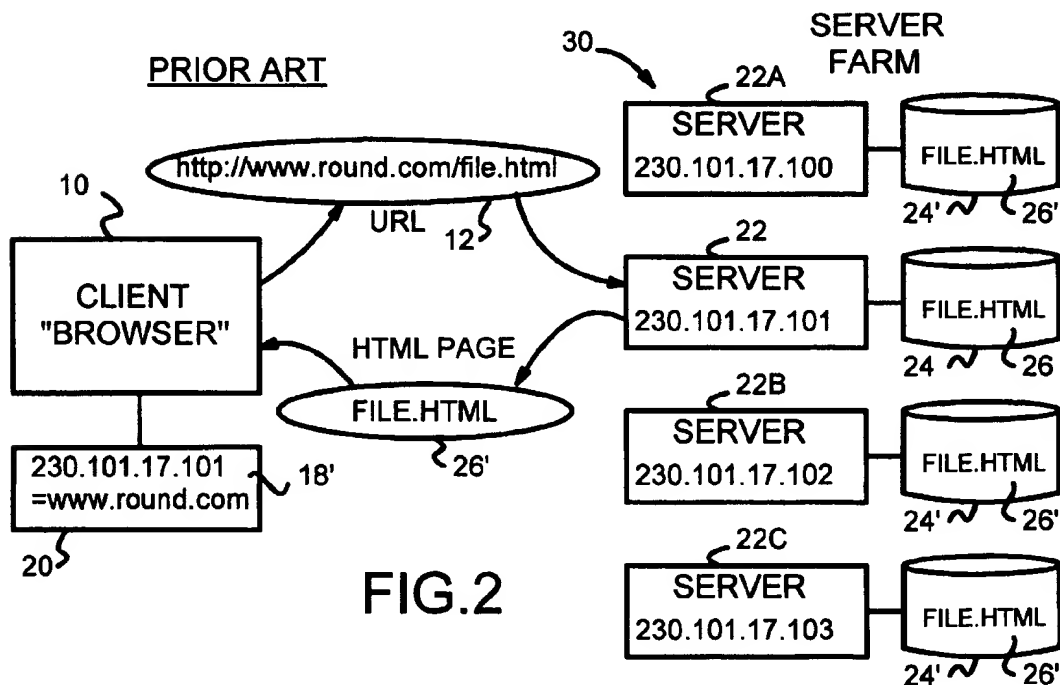 PRIOR ART
SERVER
FARM
30
22A
SERVER
230.101.17.100
FILE.HTML
24'
26'
http://www.round.com/file.html
URL
12
10
CLIENT
"BROWSER"
22
SERVER
230.101.17.101
FILE.HTML
24
26
HTML PAGE
FILE.HTML
26'
22B
SERVER
230.101.17.102
FILE.HTML
24'
26'
230.101.17.101
=www.round.com
18'
20
22C
SERVER
230.101.17.103
FILE.HTML
24'
26'
FIG.2